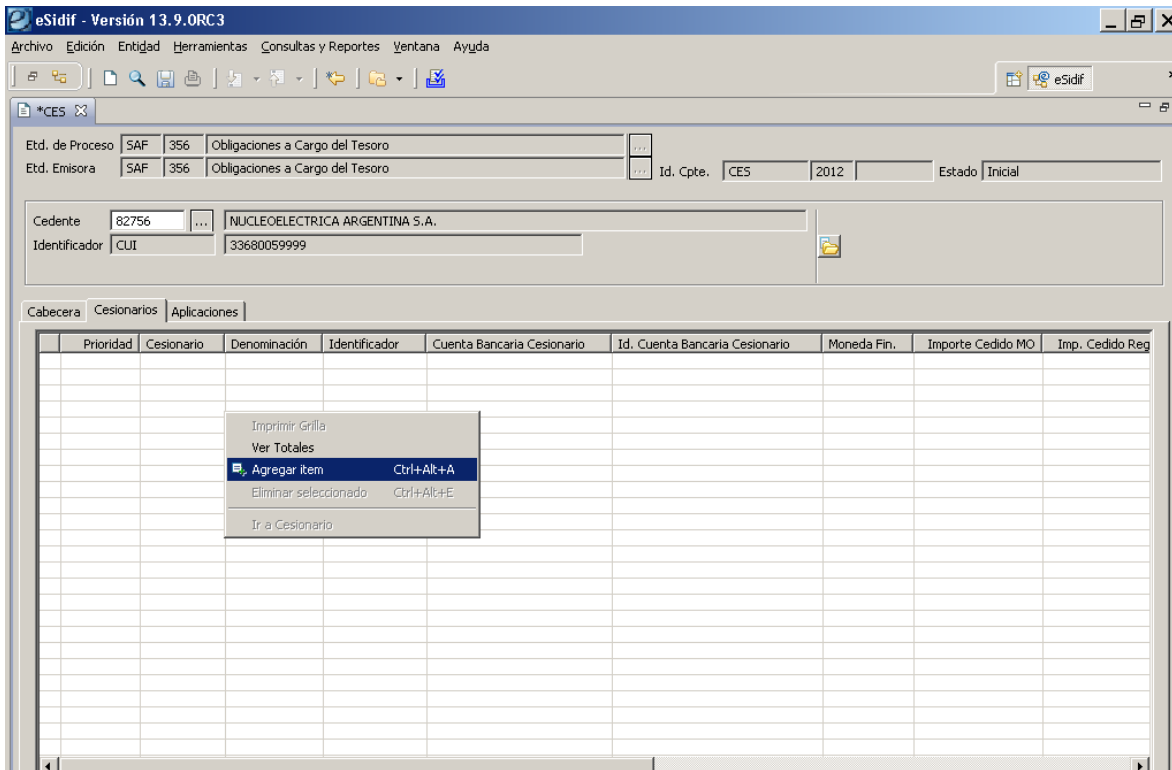 eSidif - Versión 13.9.0RC3
Archivo Edición Entidad Herramientas Consultas y Reportes Ventana Ayuda
eSidif
*CES
Etd. de Proceso SAF 356 Obligaciones a Cargo del Tesoro ...
Etd. Emisora SAF 356 Obligaciones a Cargo del Tesoro ... Id. Cpte. CES 2012 Estado Inicial
Cedente 82756 ... NUCLEOELECTRICA ARGENTINA S.A.
Identificador CUI 33680059999
Cabecera Cesionarios Aplicaciones
Prioridad Cesionario Denominación Identificador Cuenta Bancaria Cesionario Id. Cuenta Bancaria Cesionario Moneda Fin. Importe Cedido MO Imp. Cedido Reg
Imprimir Grilla
Ver Totales
Agregar item Ctrl+Alt+A
Eliminar seleccionado Ctrl+Alt+E
Ir a Cesionario